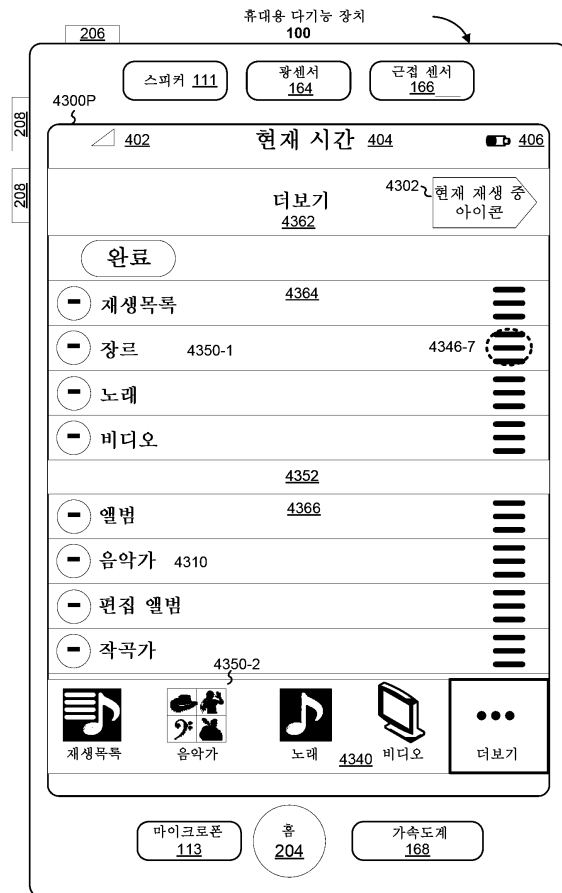 휴대용 다기능 장치
100
206
스피커 111
광센서
164
근접 센서
166
4300P
208
208
402
현재 시간 404
406
더보기
4362
4302
현재 재생 중
아이콘
완료
재생목록
4364
장르
4350-1
4346-7
노래
비디오
4352
앨범
4366
음악가
4310
편집 앨범
작곡가
4350-2
재생목록
음악가
노래
4340
비디오
더보기
마이크로폰
113
홈
204
가속도계
168